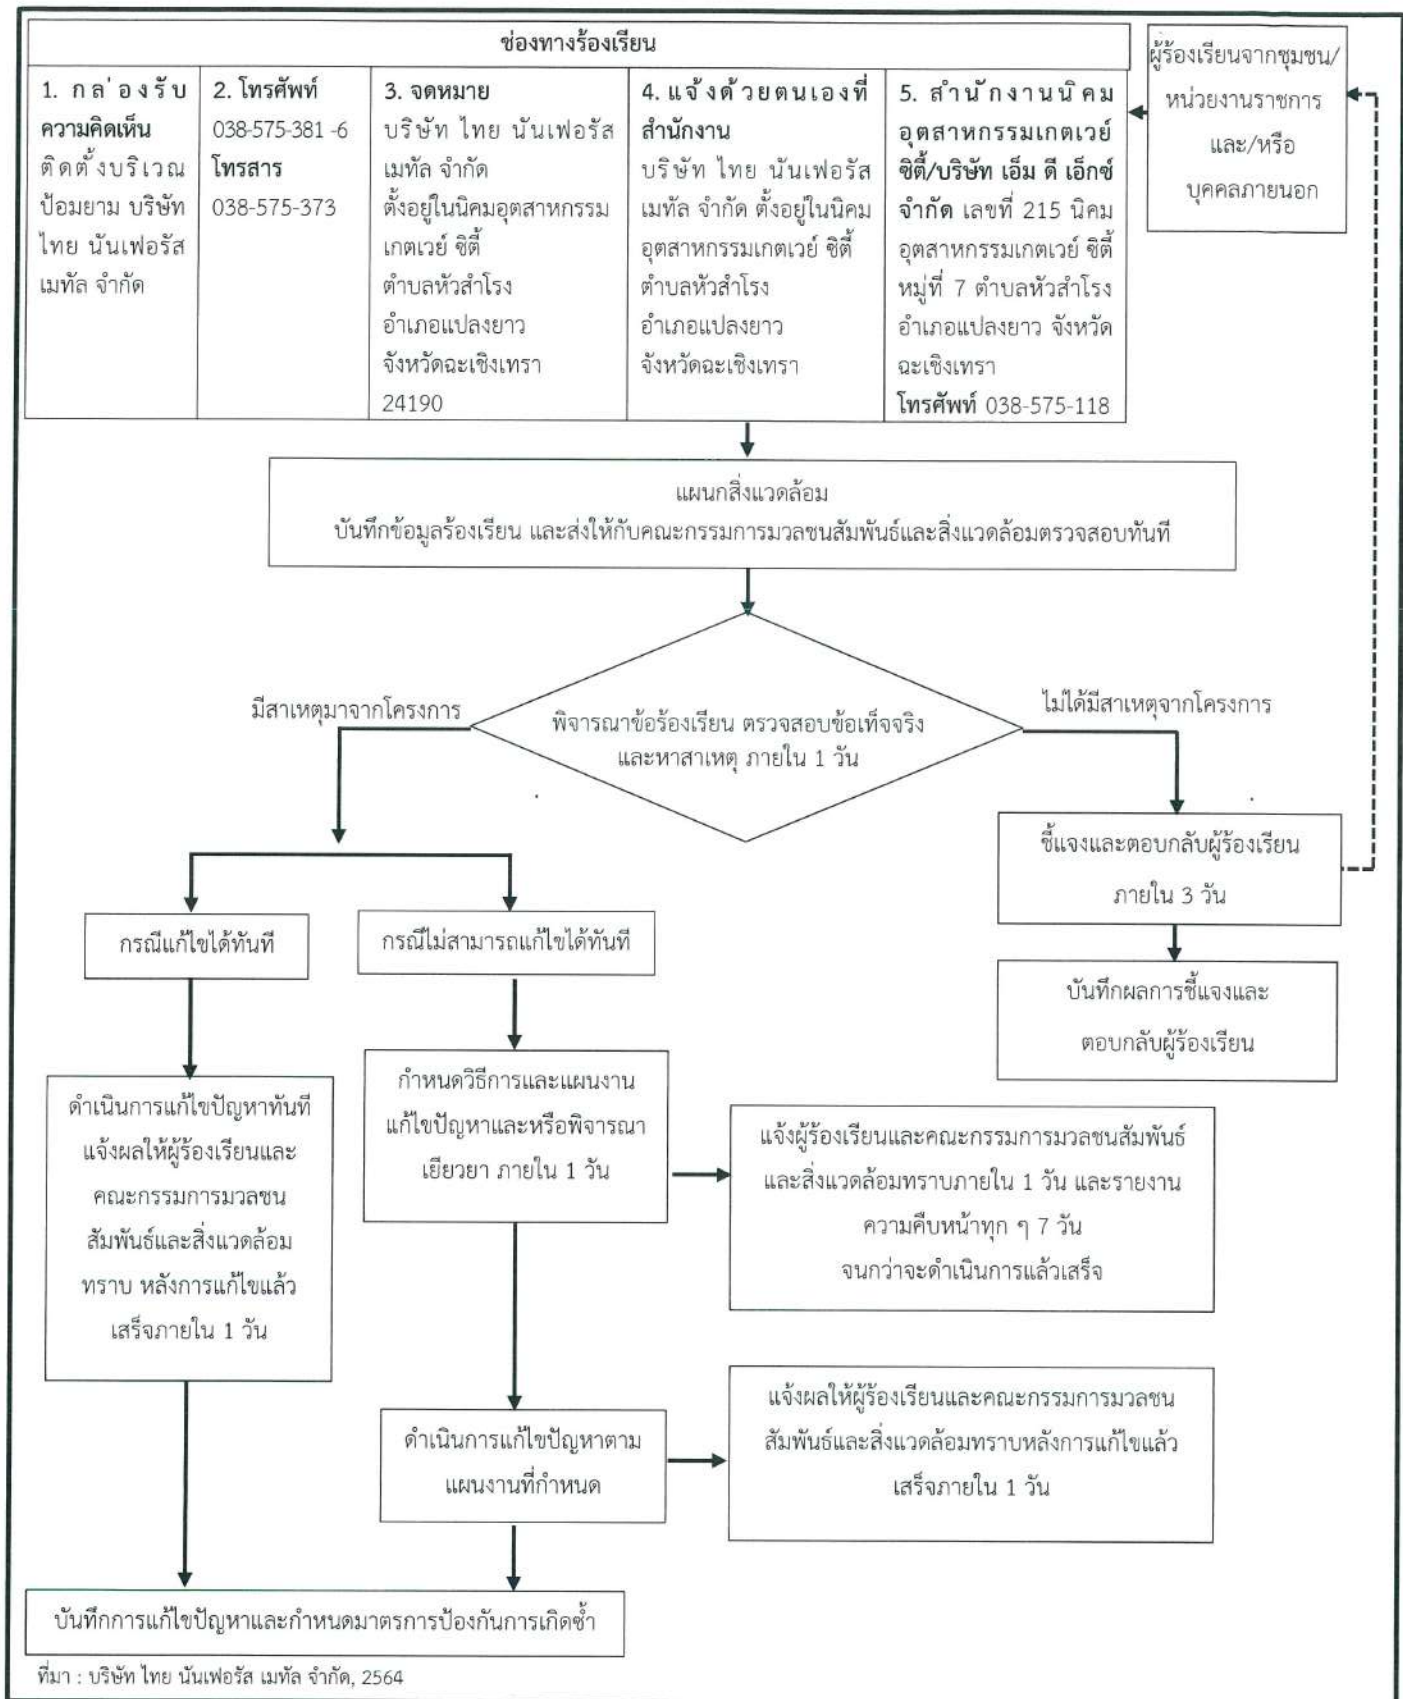 ช่องทางร้องเรียน
1. กล่องรับ
ความคิดเห็น
ติดตั้งบริเวณ
ป้อมยาม บริษัท
ไทย นันเฟอรัส
เมทัล จำกัด
2. โทรศัพท์
038-575-381 -6
โทรสาร
038-575-373
3. จดหมาย
บริษัท ไทย นันเฟอรัส
เมทัล จำกัด
ตั้งอยู่ในนิคมอุตสาหกรรม
เกตเวย์ ซิตี้
ตำบลหัวสำโรง
อำเภอแปลงยาว
จังหวัดฉะเชิงเทรา
24190
4. แจ้งด้วยตนเองที่
สำนักงาน
บริษัท ไทย นันเฟอรัส
เมทัล จำกัด ตั้งอยู่ในนิคม
อุตสาหกรรมเกตเวย์ ซิตี้
ตำบลหัวสำโรง
อำเภอแปลงยาว
จังหวัดฉะเชิงเทรา
5. สำนักงานนิคม
อุตสาหกรรมเกตเวย์
ซิตี้/บริษัท เอ็ม ดี เอ็กซ์
จำกัด เลขที่ 215 นิคม
อุตสาหกรรมเกตเวย์ ซิตี้
หมู่ที่ 7 ตำบลหัวสำโรง
อำเภอแปลงยาว จังหวัด
ฉะเชิงเทรา
โทรศัพท์ 038-575-118
ผู้ร้องเรียนจากชุมชน/
หน่วยงานราชการ
และ/หรือ
บุคคลภายนอก
แผนกสิ่งแวดล้อม
บันทึกข้อมูลร้องเรียน และส่งให้กับคณะกรรมการมวลชนสัมพันธ์และสิ่งแวดล้อมตรวจสอบทันที
มีสาเหตุมาจากโครงการ
พิจารณาข้อร้องเรียน ตรวจสอบข้อเท็จจริง
และหาสาเหตุ ภายใน 1 วัน
ไม่ได้มีสาเหตุจากโครงการ
ชี้แจงและตอบกลับผู้ร้องเรียน
ภายใน 3 วัน
บันทึกผลการชี้แจงและ
ตอบกลับผู้ร้องเรียน
กรณีแก้ไขได้ทันที
กรณีไม่สามารถแก้ไขได้ทันที
ดำเนินการแก้ไขปัญหาทันที
แจ้งผลให้ผู้ร้องเรียนและ
คณะกรรมการมวลชน
สัมพันธ์และสิ่งแวดล้อม
ทราบ หลังการแก้ไขแล้ว
เสร็จภายใน 1 วัน
กำหนดวิธีการและแผนงาน
แก้ไขปัญหาและหรือพิจารณา
เยียวยา ภายใน 1 วัน
แจ้งผู้ร้องเรียนและคณะกรรมการมวลชนสัมพันธ์
และสิ่งแวดล้อมทราบภายใน 1 วัน และรายงาน
ความคืบหน้าทุก ๆ 7 วัน
จนกว่าจะดำเนินการแล้วเสร็จ
ดำเนินการแก้ไขปัญหาตาม
แผนงานที่กำหนด
แจ้งผลให้ผู้ร้องเรียนและคณะกรรมการมวลชน
สัมพันธ์และสิ่งแวดล้อมทราบหลังการแก้ไขแล้ว
เสร็จภายใน 1 วัน
บันทึกการแก้ไขปัญหาและกำหนดมาตรการป้องกันการเกิดซ้ำ
ที่มา : บริษัท ไทย นันเฟอรัส เมทัล จำกัด, 2564